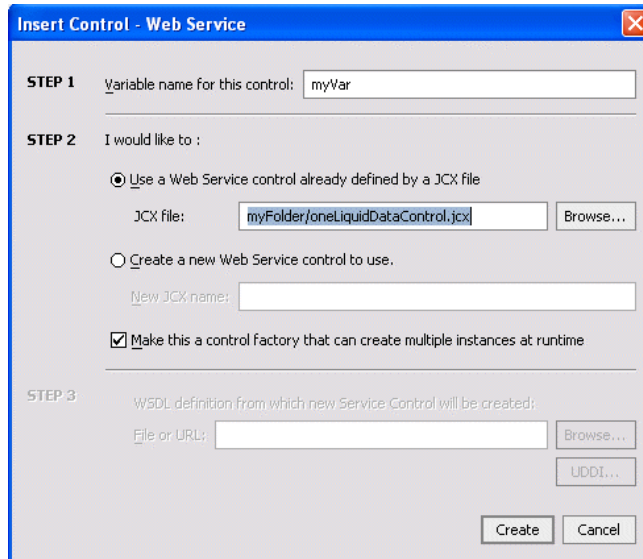 Insert Control - Web Service
STEP 1 Variable name for this control: myVar
STEP 2 I would like to :
Use a Web Service control already defined by a JCX file
JCX file: myFolder/oneLiquidDataControl.jcx Browse...
Create a new Web Service control to use.
New JCX name:
Make this a control factory that can create multiple instances at runtime
STEP 3 WSDL definition from which new Service Control will be created:
File or URL: Browse...
UDDI...
Create Cancel